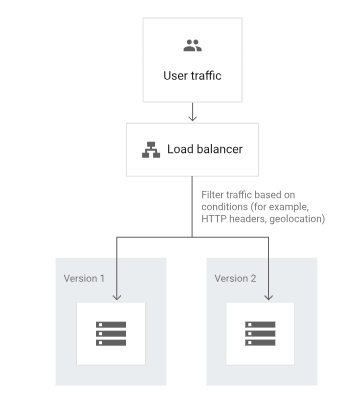 User traffic
Load balancer
Filter traffic based on
conditions (for example,
HTTP headers, geolocation)
Version 1
Version 2